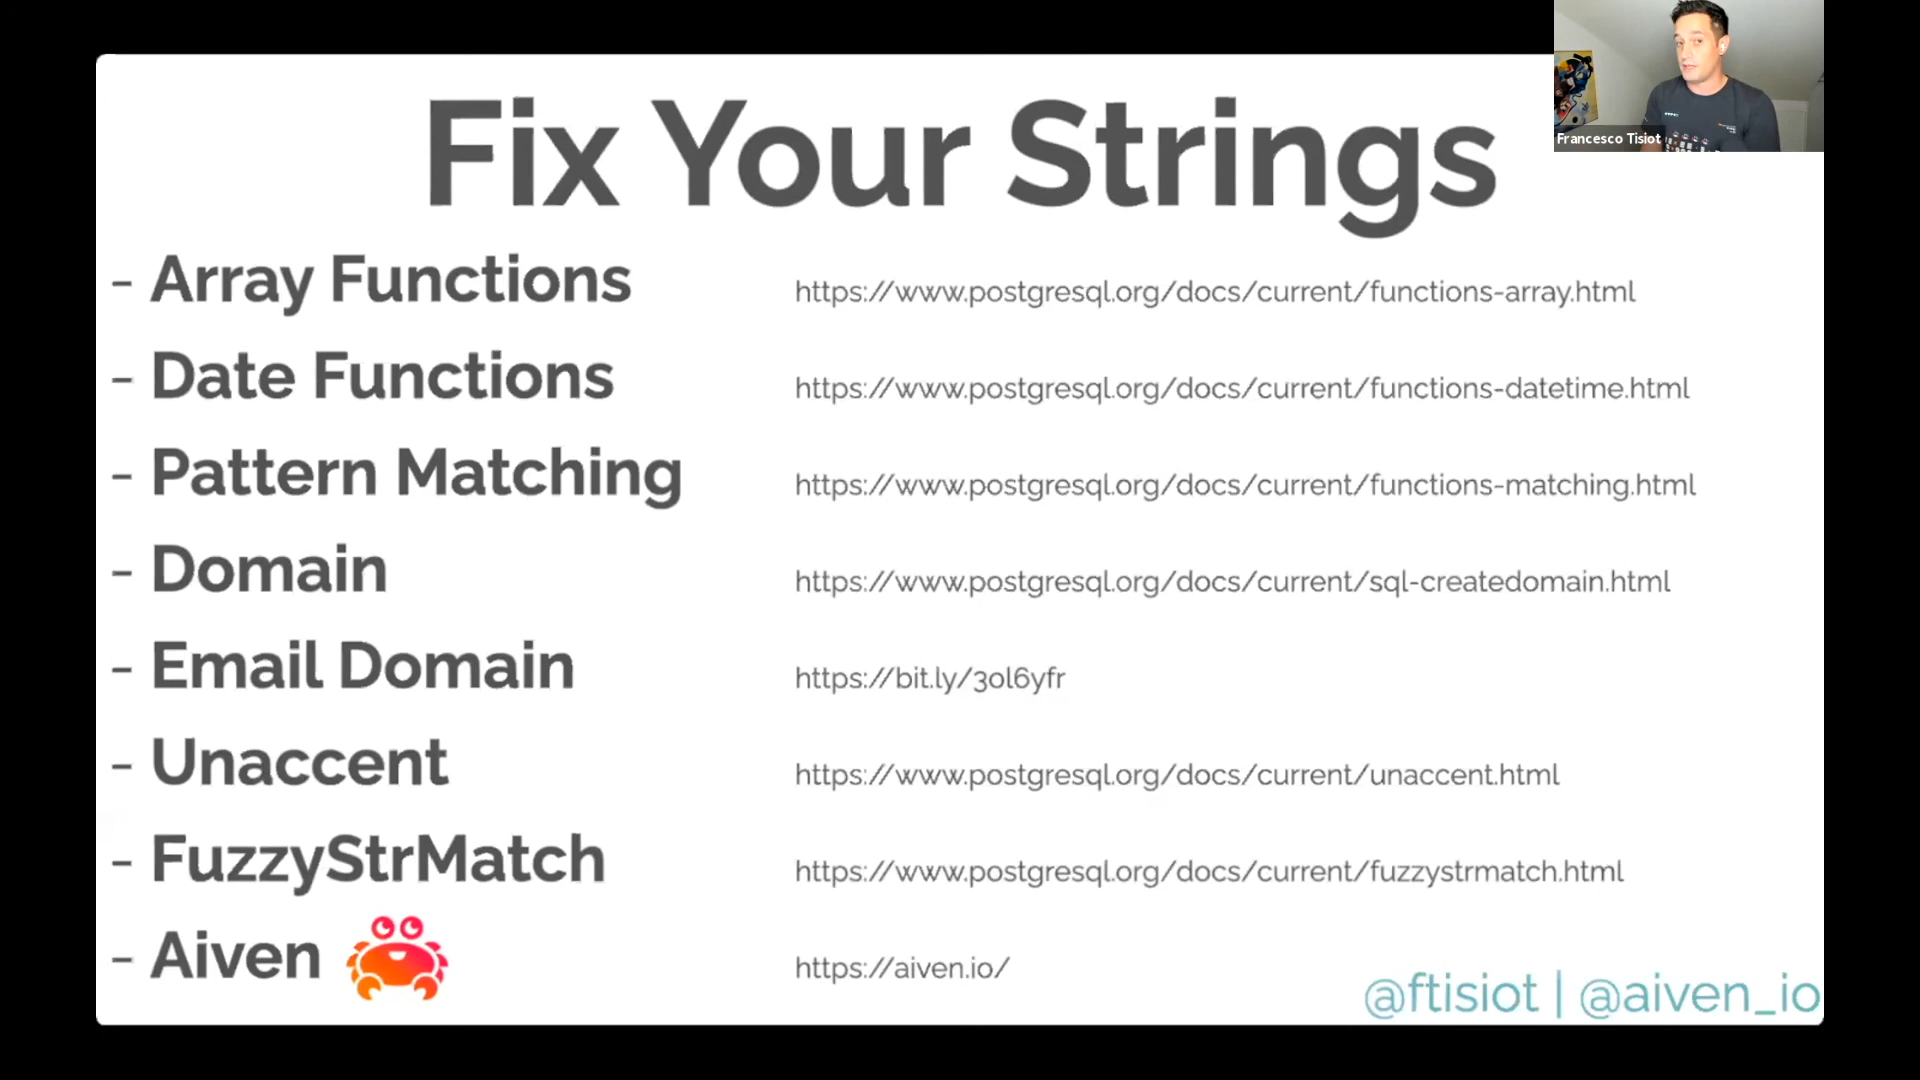 Fix Your Strings
Francesco Tisiot
- Array Functions https://www.postgresql.org/docs/current/functions-array.html
- Date Functions https://www.postgresql.org/docs/current/functions-datetime.html
- Pattern Matching https://www.postgresql.org/docs/current/functions-matching.html
- Domain https://www.postgresql.org/docs/current/sql-createdomain.html
- Email Domain https://bit.ly/3ol6yfr
- Unaccent https://www.postgresql.org/docs/current/unaccent.html
- FuzzyStrMatch https://www.postgresql.org/docs/current/fuzzystrmatch.html
- Aiven https://aiven.io/
@ftisiot | @aiven_io